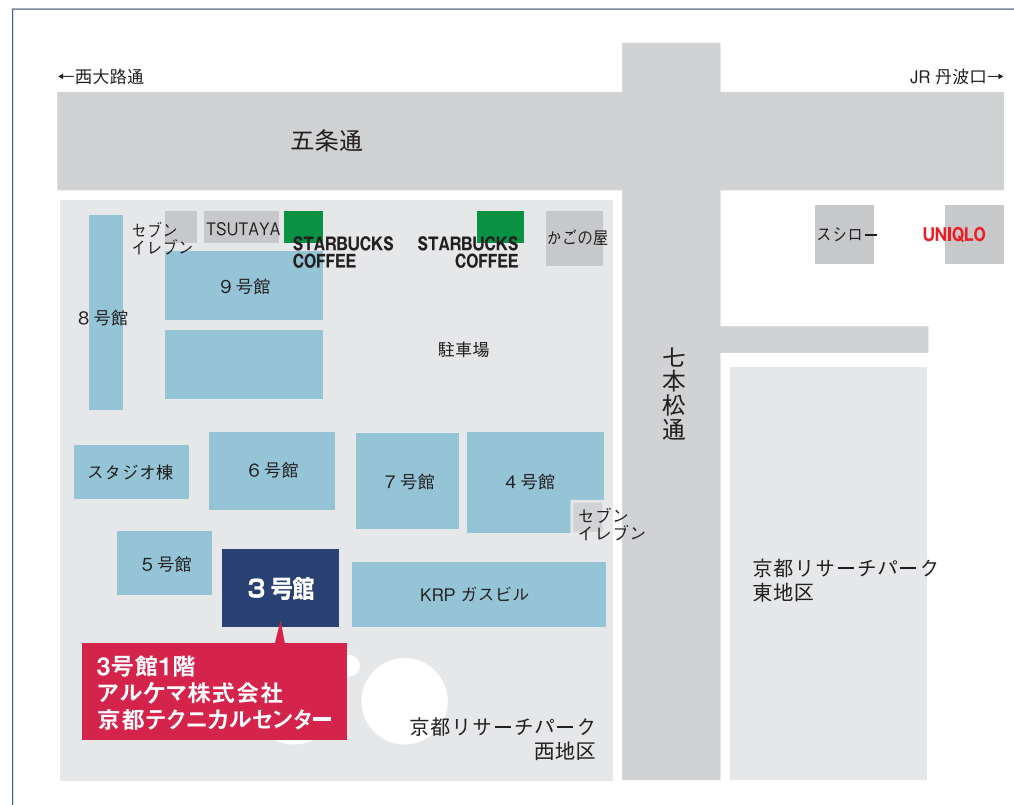 ←西大路通
JR 丹波口→
五条通
セブン
イレブン
TSUTAYA
STARBUCKS
COFFEE
STARBUCKS
COFFEE
かごの屋
スシロー
UNIQLO
9 号館
8 号館
駐車場
七本松通
スタジオ棟
6 号館
7 号館
4 号館
セブン
イレブン
5 号館
3 号館
KRP ガスビル
京都リサーチパーク
東地区
3号館1階
アルケマ株式会社
京都テクニカルセンター
京都リサーチパーク
西地区